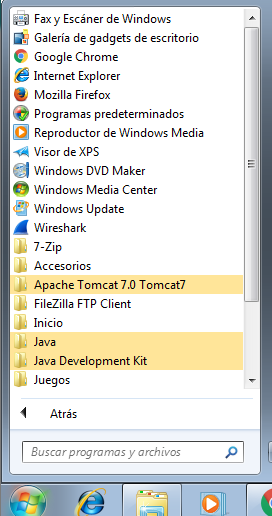 Fax y Escáner de Windows
Galería de gadgets de escritorio
Google Chrome
Internet Explorer
Mozilla Firefox
Programas predeterminados
Reproductor de Windows Media
Visor de XPS
Windows DVD Maker
Windows Media Center
Windows Update
Wireshark
7-Zip
Accesorios
Apache Tomcat 7.0 Tomcat7
FileZilla FTP Client
Inicio
Java
Java Development Kit
Juegos
Atrás
Buscar programas y archivos